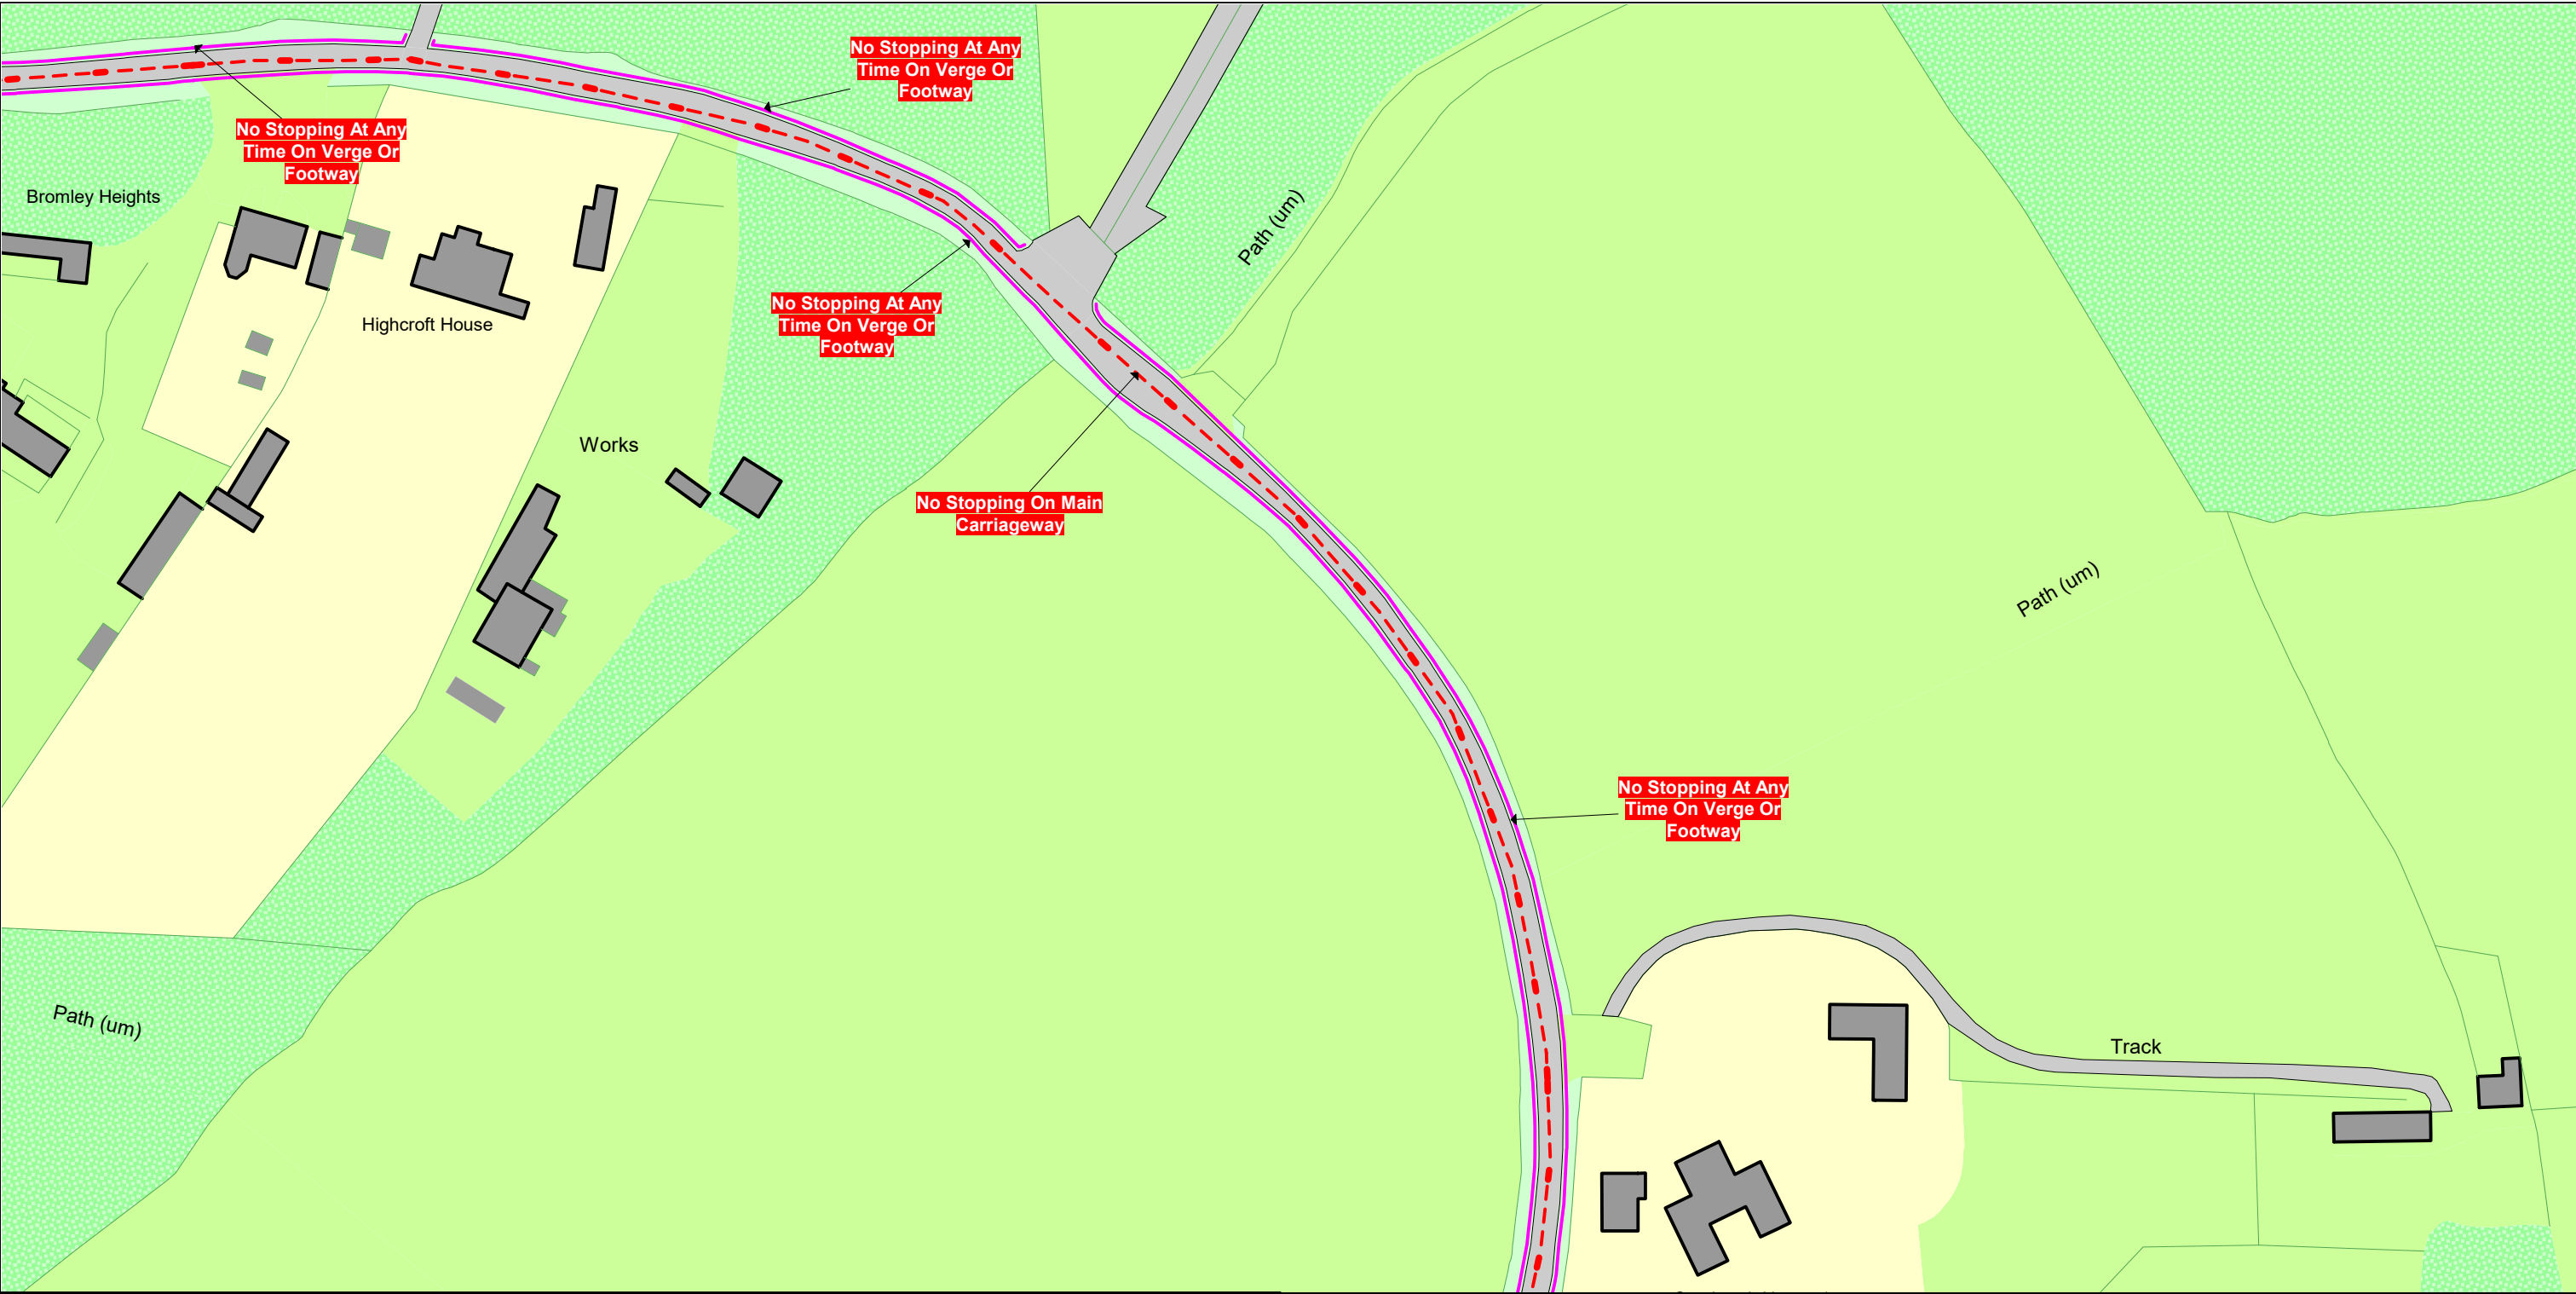 No Stopping At Any
Time On Verge Or
Footway
No Stopping At Any
Time On Verge Or
Footway
Bromley Heights
Path (um)
No Stopping At Any
Time On Verge Or
Footway
Highcroft House
Works
No Stopping On Main
Carriageway
Path (um)
No Stopping At Any
Time On Verge Or
Footway
Path (um)
Track